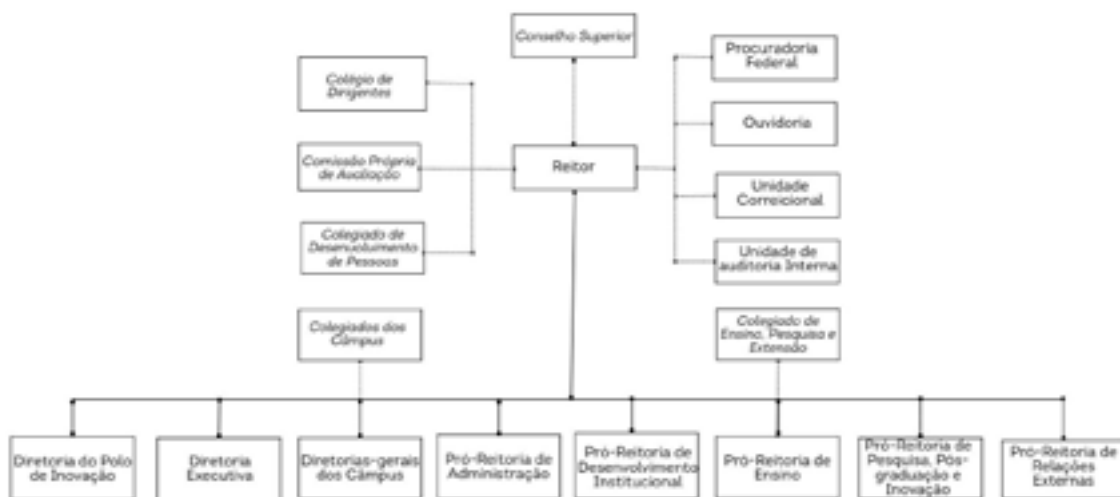 Conselho Superior
Procuradoria
Federal
Colégio de
Dirigentes
Ouvidoria
Comissão Própria
de Avaliação
Reitor
Unidade
Correicional
Colegiado de
Desenvolvimento
de Pessoas
Unidade de
auditoria Interna
Colegiados dos
Câmpus
Colegiado de
Ensino, Pesquisa e
Extensão
Diretoria do Polo
de Inovação
Diretoria
Executiva
Diretorias-gerais
dos Câmpus
Pró-Reitoria de
Administração
Pró-Reitoria de
Desenvolvimento
Institucional
Pró-Reitoria de
Ensino
Pró-Reitoria de
Pesquisa, Pós-
graduação e
Inovação
Pró-Reitoria de
Relações
Externas